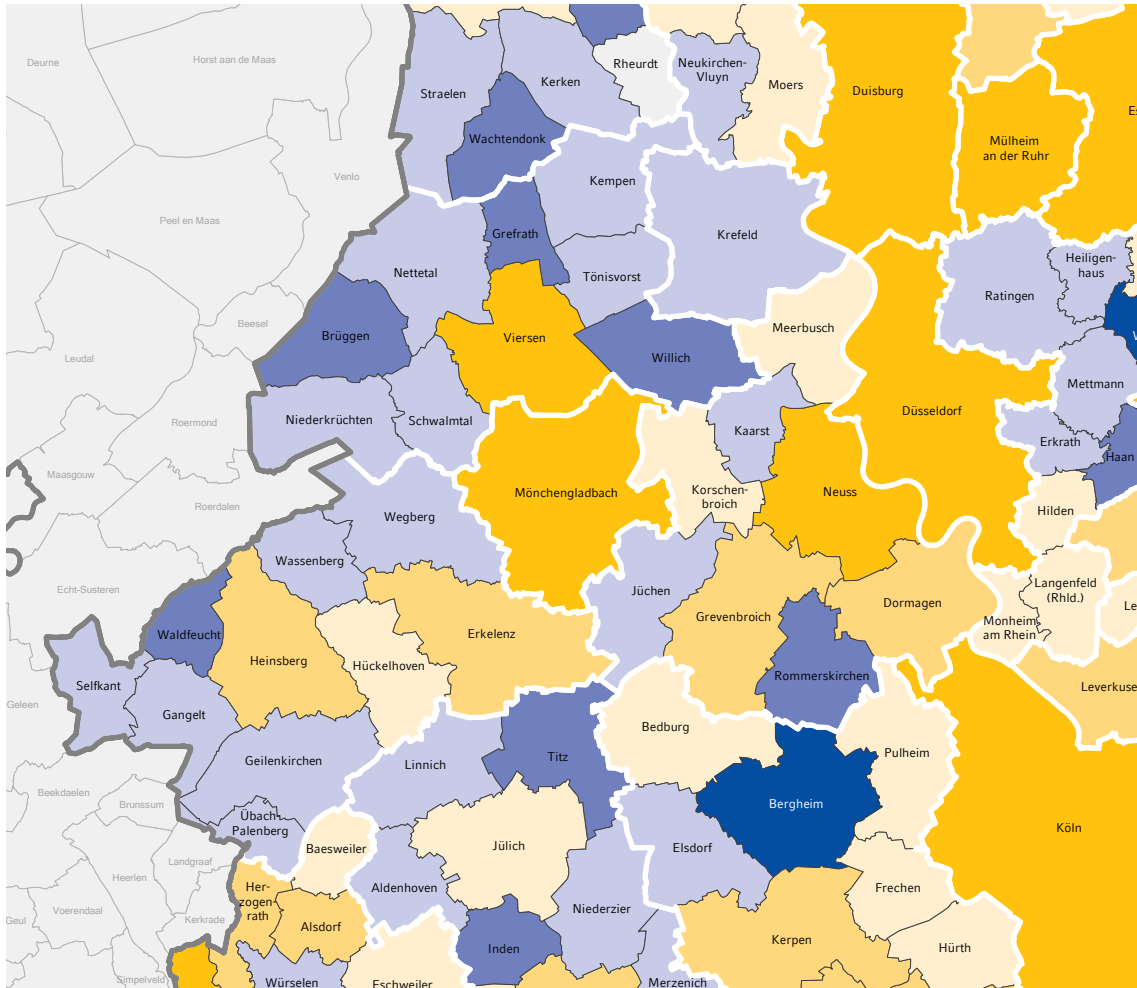 Deurne
Horst aan de Maas
Straelen
Kerken
Rheurdt
Neukirchen-
Vluyn
Moers
Duisburg
Wachtendonk
Mülheim
an der Ruhr
Venlo
Kempen
Peel en Maas
Grefrath
Krefeld
Nettetal
Tönisvorst
Heiligen-
haus
Ratingen
Beesel
Brüggen
Viersen
Meerbusch
Leudal
Willich
Mettmann
Roermond
Niederkrüchten
Schwalmtal
Kaarst
Düsseldorf
Erkrath
Haan
Maasgouw
Roerdalen
Mönchengladbach
Korschen-
broich
Neuss
Hilden
Wegberg
Wassenberg
Echt-Susteren
Jüchen
Langenfeld
(Rhld.)
Dormagen
Monheim
am Rhein
Le
Waldfeucht
Heinsberg
Hückelhoven
Erkelenz
Grevenbroich
Selfkant
Rommerskirchen
Leverkuse
Geleen
Gangelt
Bedburg
Pulheim
Geilenkirchen
Linnich
Titz
Beekdaelen
Brunssum
Bergheim
Übach-
Palenberg
Köln
Baesweiler
Jülich
Elsdorf
Landgraaf
Heerlen
Aldenhoven
Frechen
Her-
zogen
rath
Voerendaal
Geul
Kerkrade
Alsdorf
Niederzier
Inden
Kerpen
Hürth
Simpelveld
Würselen
Eschweiler
Merzenich